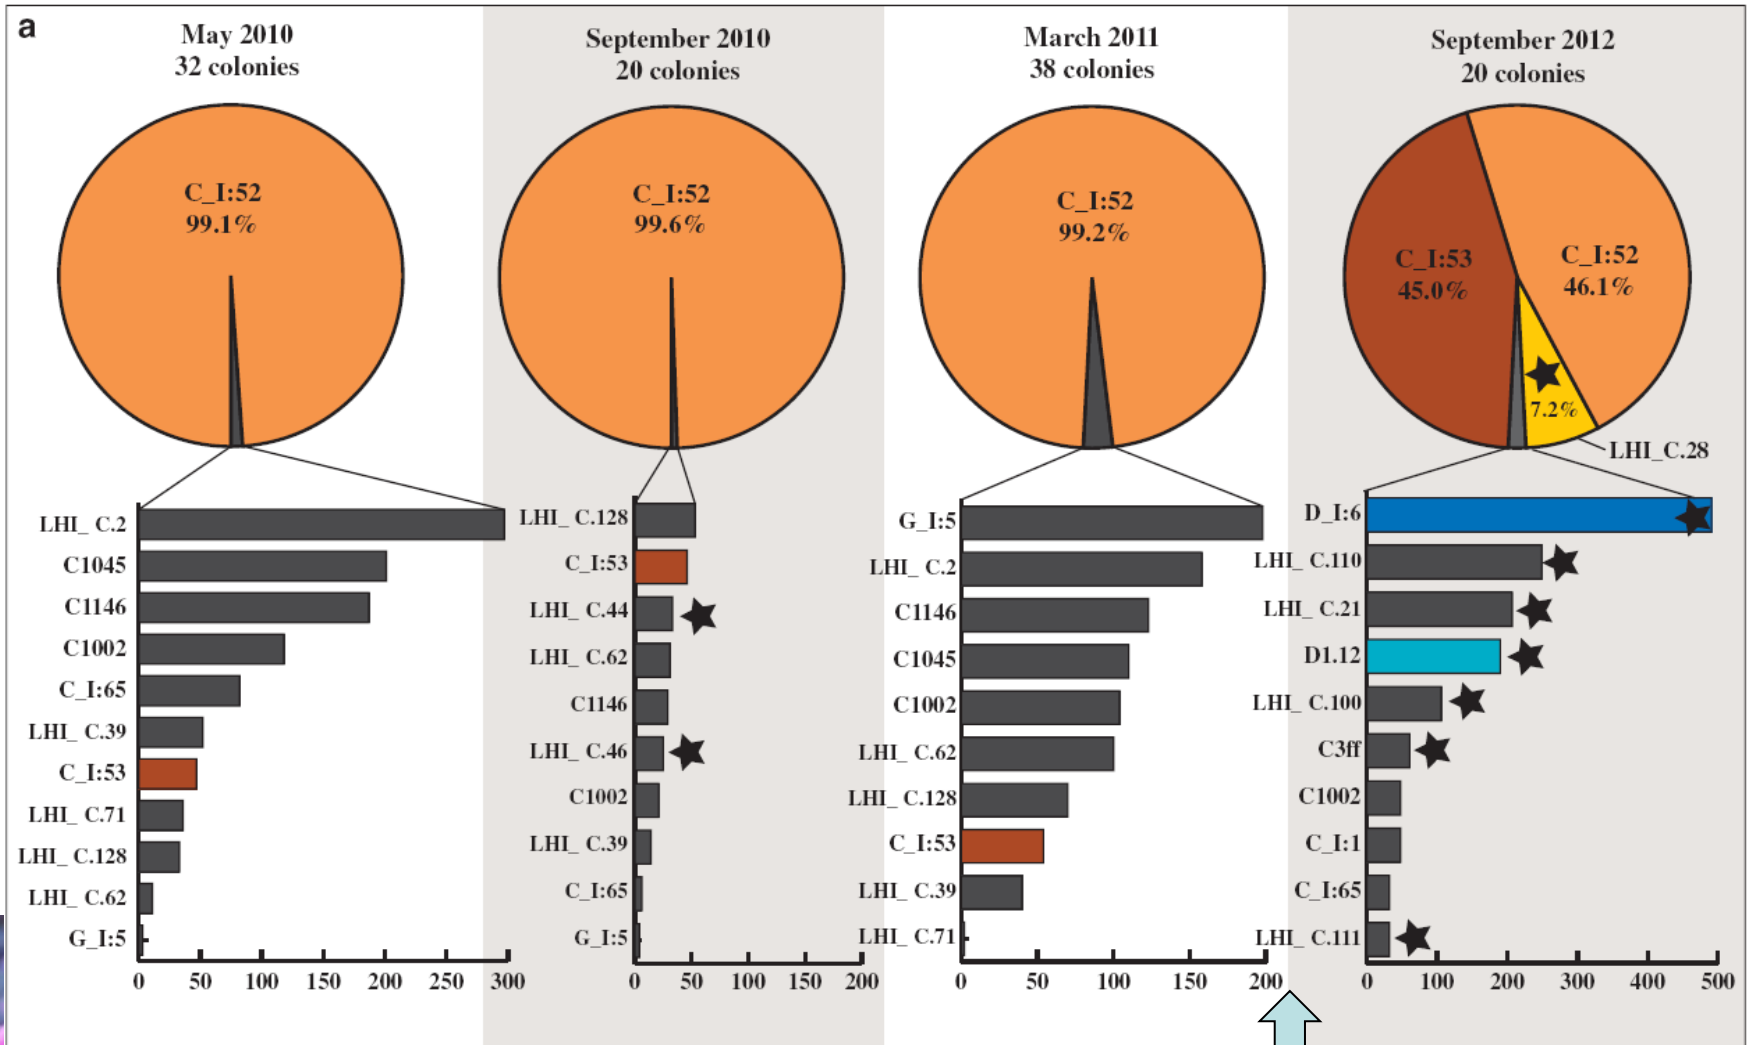 a
May 2010
32 colonies
C_I:52
99.1%
LHI_ C.2
C1045
C1146
C1002
C_I:65
LHI_ C.39
C_I:53
LHI_ C.71
LHI_ C.128
LHI_ C.62
G_I:5
0 50 100 150 200 250 300
September 2010
20 colonies
C_I:52
99.6%
LHI_ C.128
C_I:53
LHI_ C.44
LHI_ C.62
C1146
LHI_ C.46
C1002
LHI_ C.39
C_I:65
G_I:5
0 50 100 150 200
March 2011
38 colonies
C_I:52
99.2%
G_I:5
LHI_ C.2
C1146
C1045
C1002
LHI_ C.62
LHI_ C.128
C_I:53
LHI_ C.39
LHI_ C.71
0 50 100 150 200
September 2012
20 colonies
C_I:53
45.0%
C_I:52
46.1%
7.2%
LHI_C.28
D_I:6
LHI_ C.110
LHI_ C.21
D1.12
LHI_ C.100
C3ff
C1002
C_I:1
C_I:65
LHI_ C.111
0 100 200 300 400 500